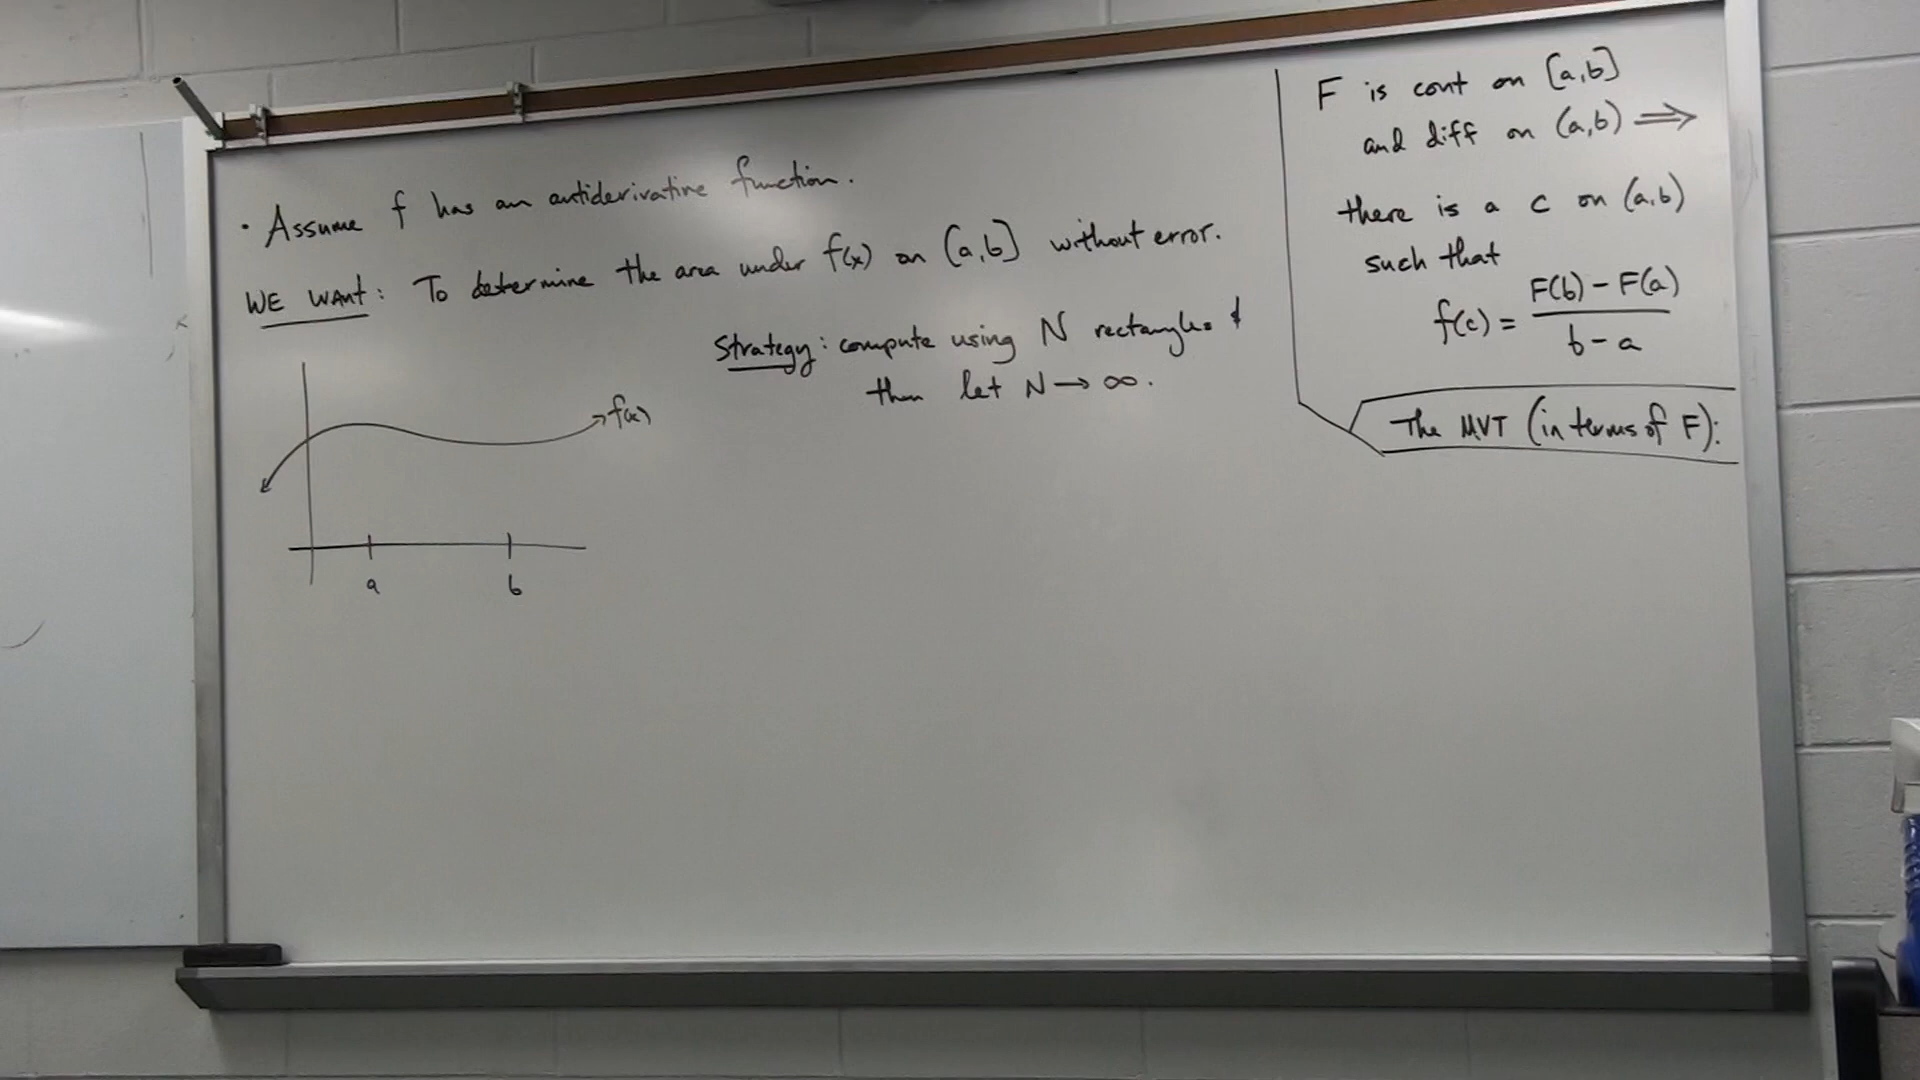 • Assume f has an antiderivative function.
WE WANT: To determine the area under f(x) on [a,b] without error.
Strategy: compute using N rectangles &
then let N → ∞.
f(x)
a b
F is cont on [a,b]
and diff on (a,b) ⟹
there is a c on (a,b)
such that
f(c) = F(b) - F(a) / b - a
The MVT (in terms of F):